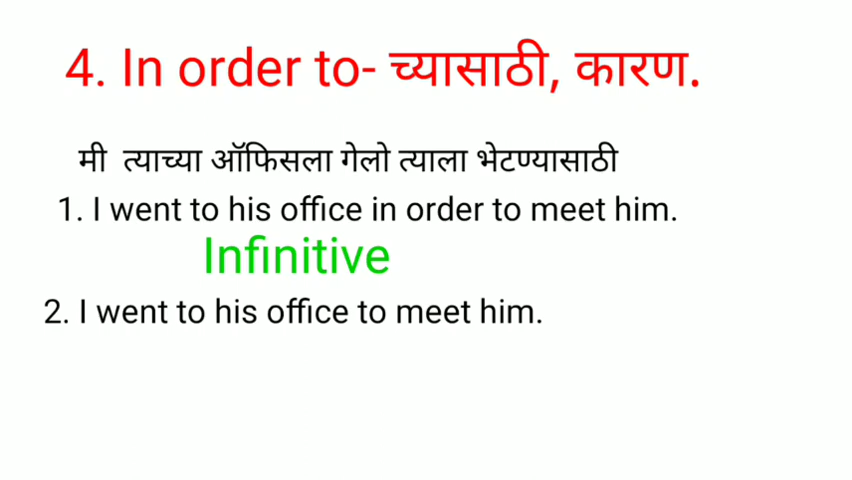 4. In order to- च्यासाठी, कारण.
मी त्याच्या ऑफिसला गेलो त्याला भेटण्यासाठी
1. I went to his office in order to meet him.
Infinitive
2. I went to his office to meet him.